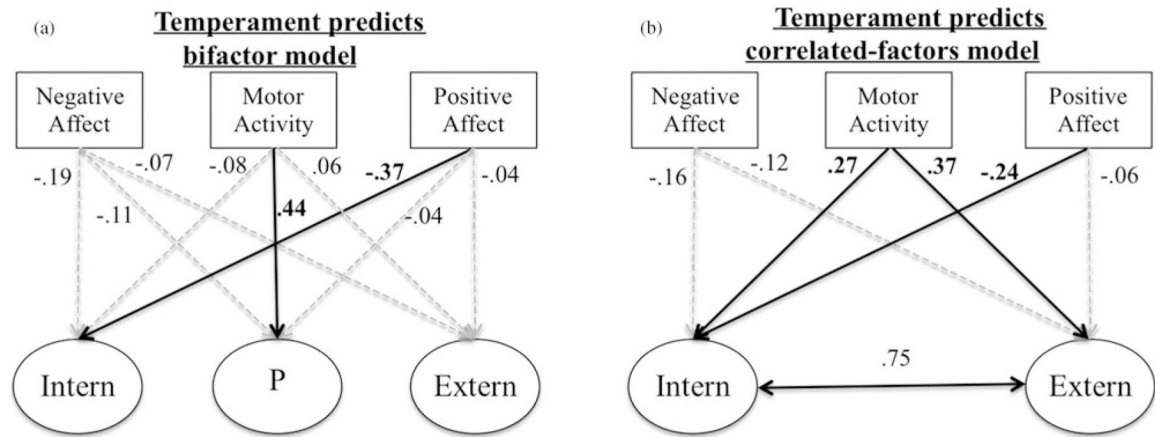 (a)
Temperament predicts
bifactor model
Negative
Affect
Motor
Activity
Positive
Affect
-.19
-.07
-.08
.06
-.37
-.04
-.11
.44
-.04
Intern
P
Extern
(b)
Temperament predicts
correlated-factors model
Negative
Affect
Motor
Activity
Positive
Affect
-.16
-.12
.27
.37
-.24
-.06
.75
Intern
Extern